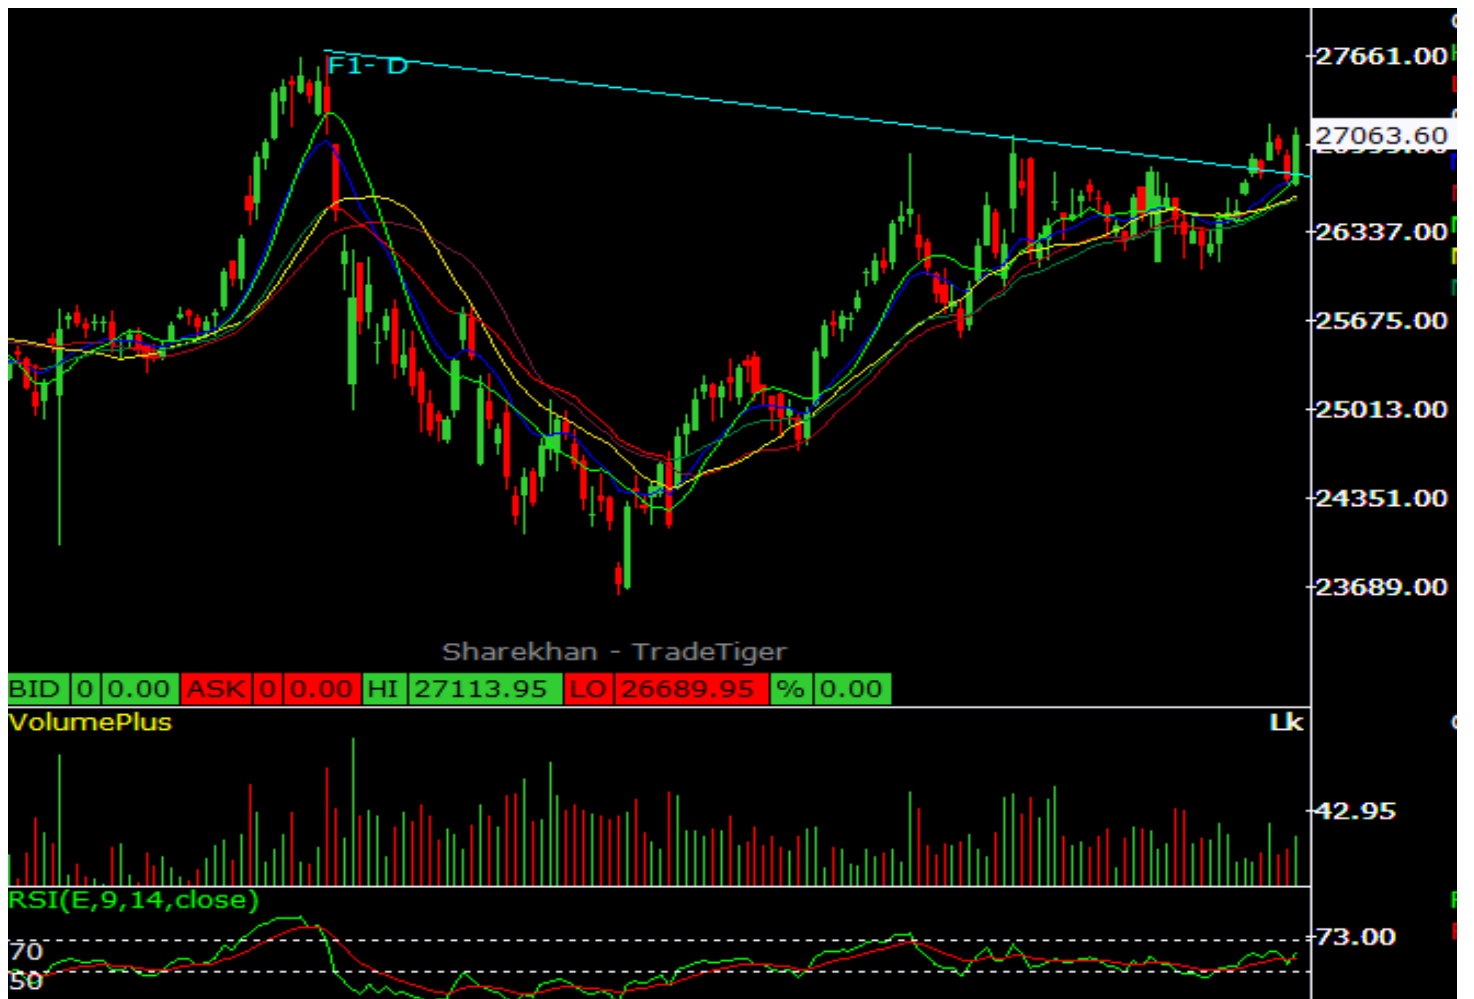 F1- D
27661.00
27063.60
26337.00
25675.00
25013.00
24351.00
23689.00
Sharekhan - TradeTiger
BID 0 0.00 ASK 0 0.00 HI 27113.95 LO 26689.95 % 0.00
VolumePlus
Lk
42.95
RSI(E,9,14,close)
70
73.00
50